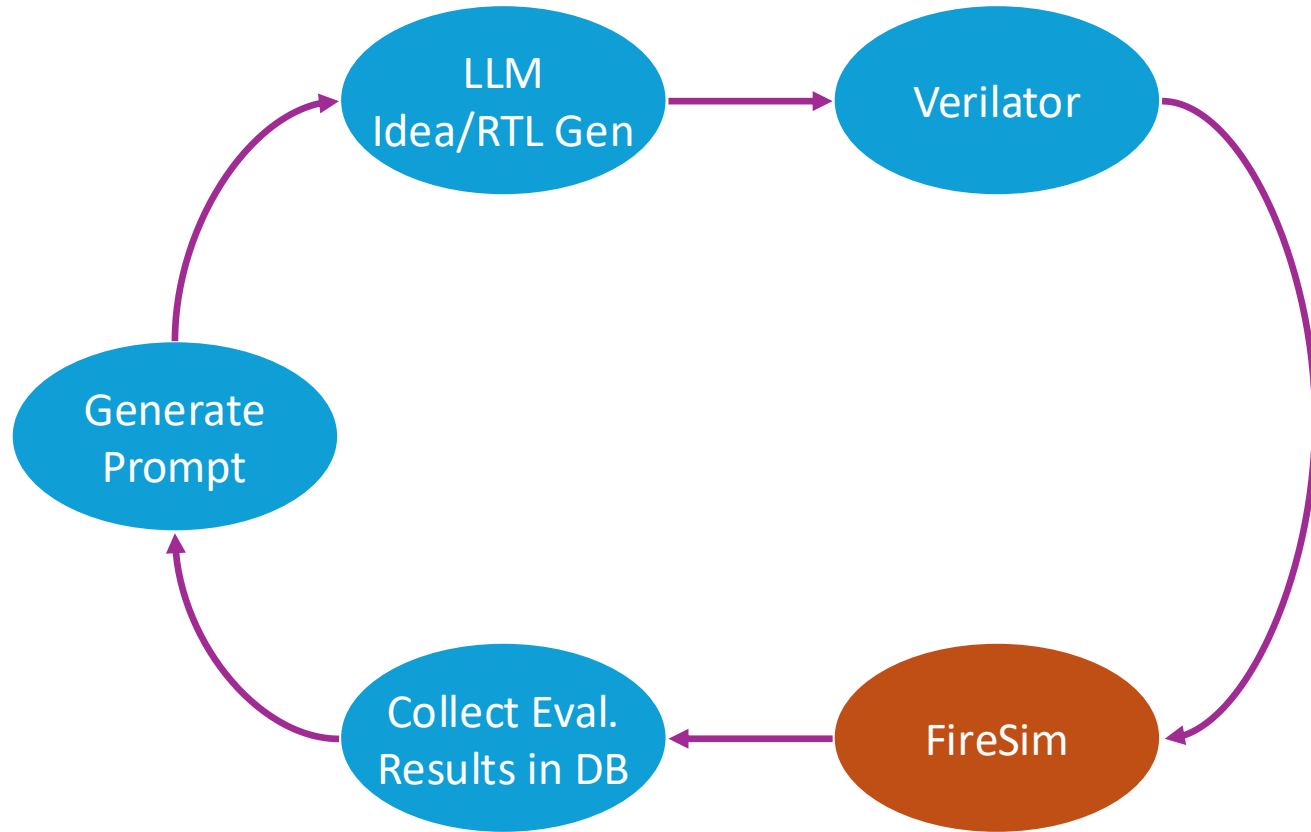 LLM
Idea/RTL Gen
Verilator
Generate
Prompt
Collect Eval.
Results in DB
FireSim